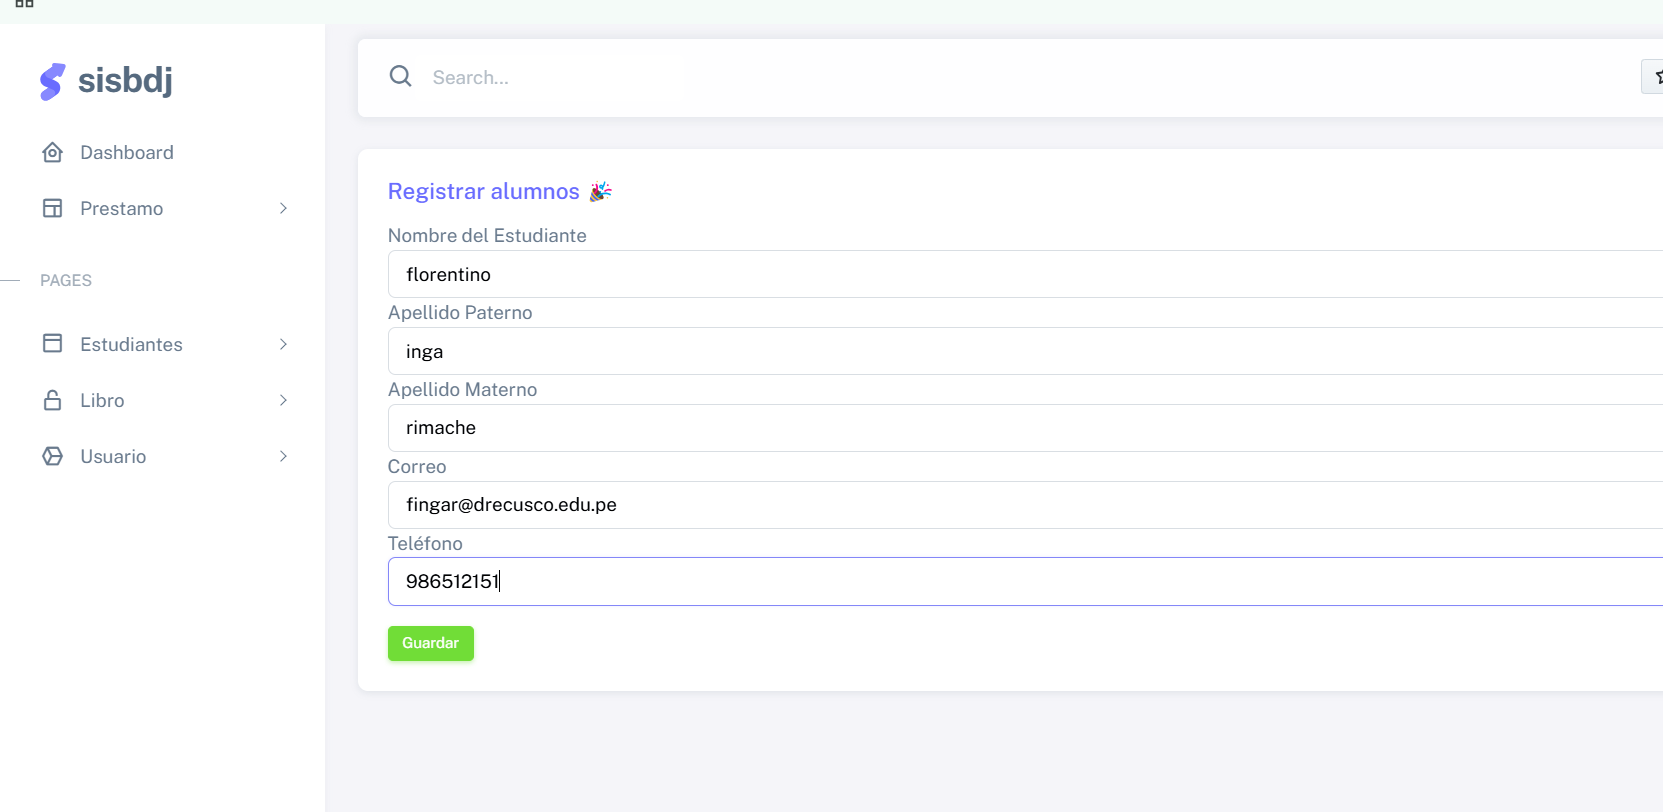 sisbdj
Search...
Dashboard
Prestamo
PAGES
Estudiantes
Libro
Usuario
Registrar alumnos 🎉
Nombre del Estudiante
florentino
Apellido Paterno
inga
Apellido Materno
rimache
Correo
fingar@drecusco.edu.pe
Teléfono
986512151
Guardar